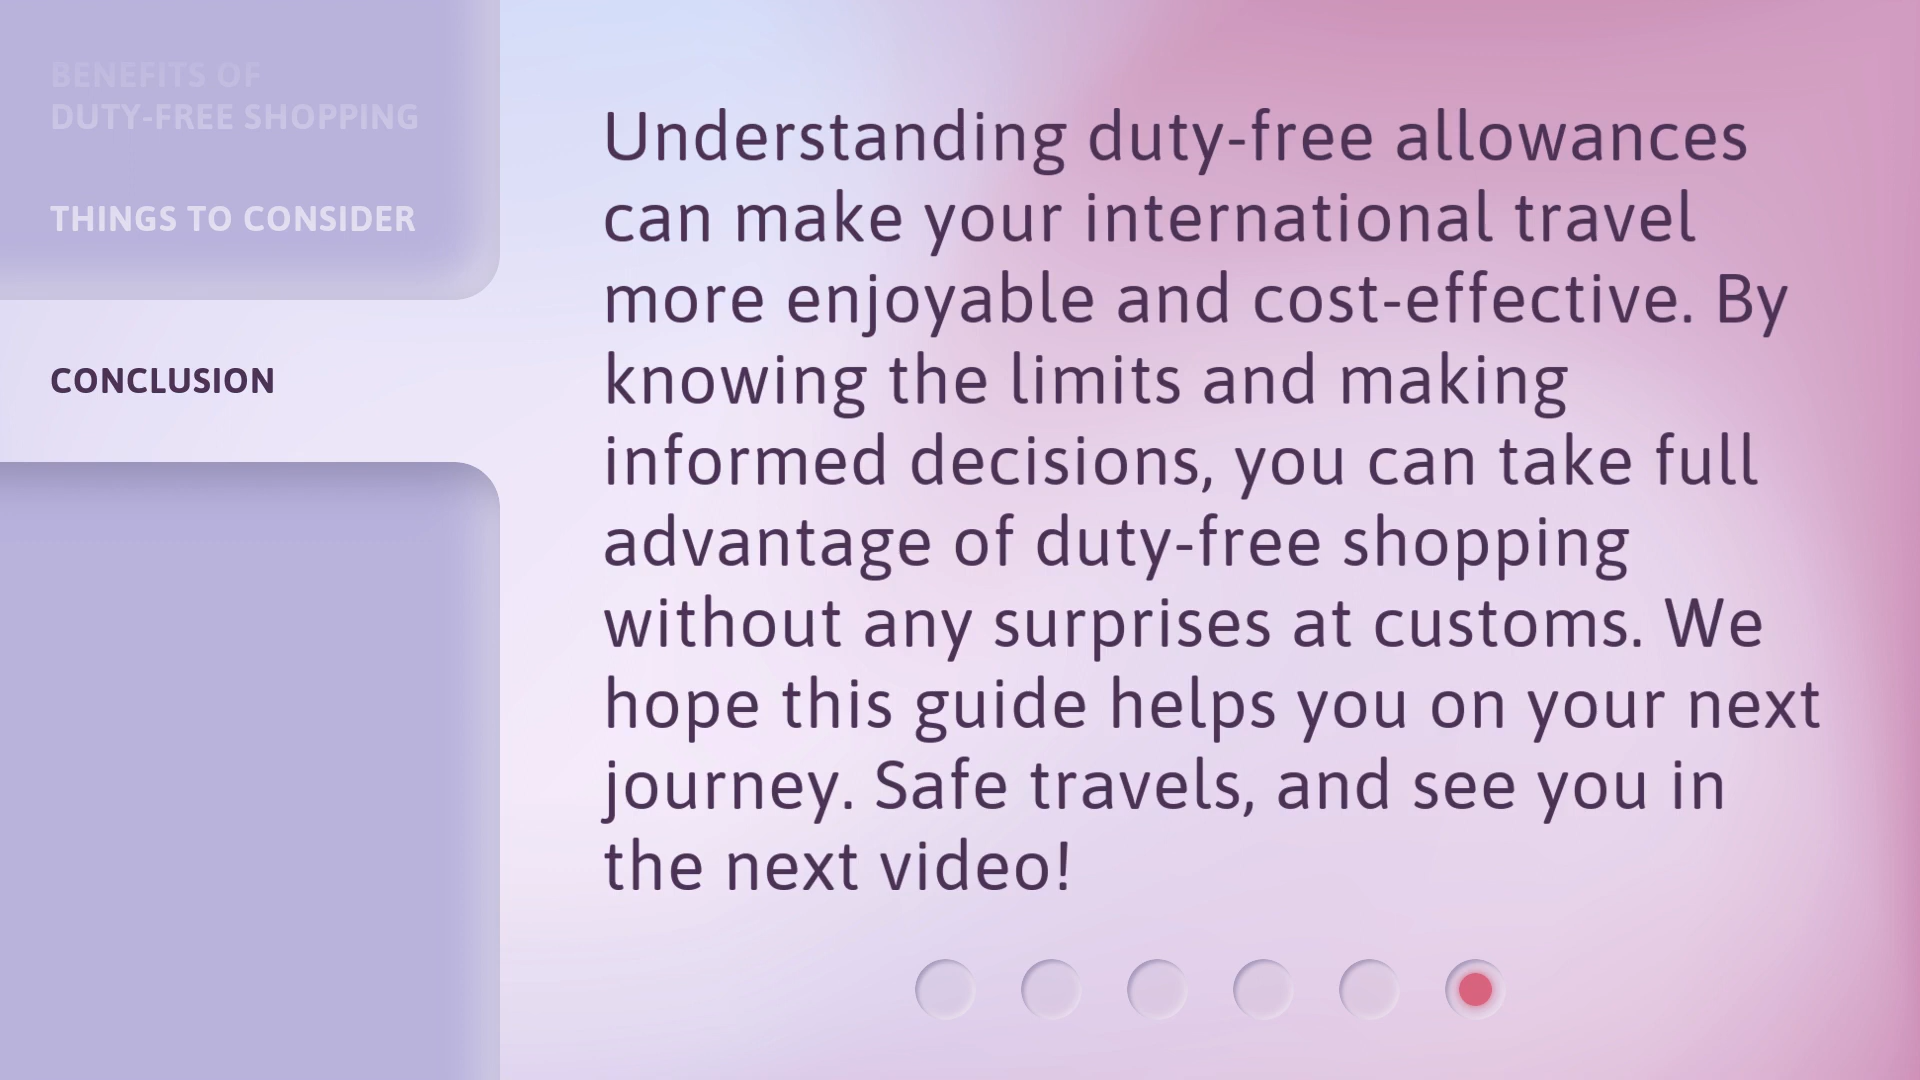 BENEFITS OF
DUTY-FREE SHOPPING
THINGS TO CONSIDER
CONCLUSION
Understanding duty-free allowances
can make your international travel
more enjoyable and cost-effective. By
knowing the limits and making
informed decisions, you can take full
advantage of duty-free shopping
without any surprises at customs. We
hope this guide helps you on your next
journey. Safe travels, and see you in
the next video!